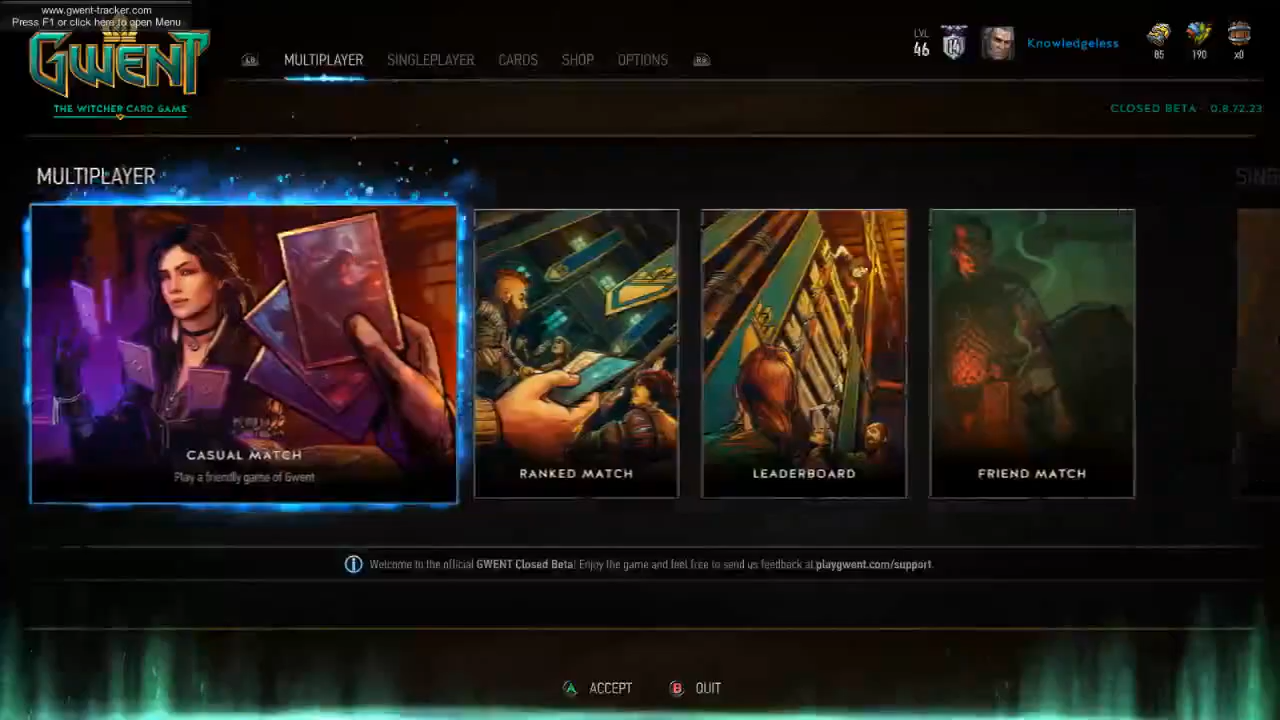 www.gwent-tracker.com
Press F1 or click here to open Menu
GWENT
THE WITCHER CARD GAME
LB
MULTIPLAYER
SINGLEPLAYER
CARDS
SHOP
OPTIONS
LVL
46
14
Knowledgeless
85
190
x0
CLOSED BETA - 0.8.72.23
MULTIPLAYER
CASUAL MATCH
Play a friendly game of Gwent
RANKED MATCH
LEADERBOARD
FRIEND MATCH
Welcome to the official GWENT Closed Beta! Enjoy the game and feel free to send us feedback at playgwent.com/support
A ACCEPT
B QUIT